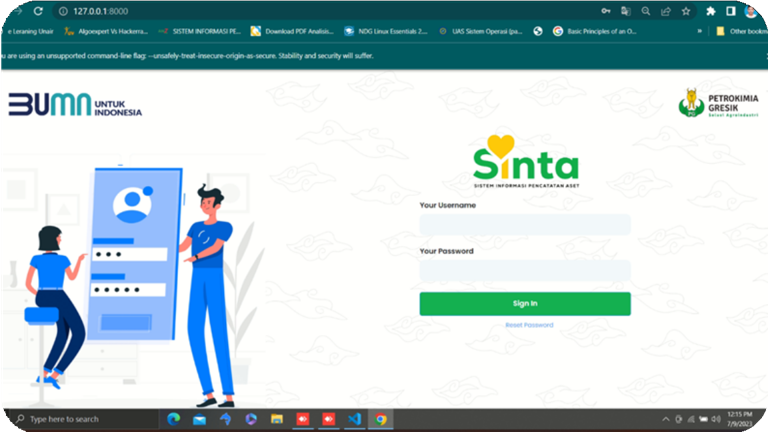 127.0.0.1:8000
e Leraning Unair
Algoexpert Vs Hackerra...
SISTEM INFORMASI PE...
Download PDF Analisis...
NDG Linux Essentials 2....
UAS Sistem Operasi (pa...
Basic Principles of an O...
»
Other bookm
u are using an unsupported command-line flag: --unsafely-treat-insecure-origin-as-secure. Stability and security will suffer.
BUMN UNTUK
INDONESIA
PETROKIMIA
GRESIK
Solusi Agroindustri
Sinta
SISTEM INFORMASI PENCATATAN ASET
Your Username
Your Password
Sign In
Reset Password
Type here to search
12:15 PM
7/9/2023